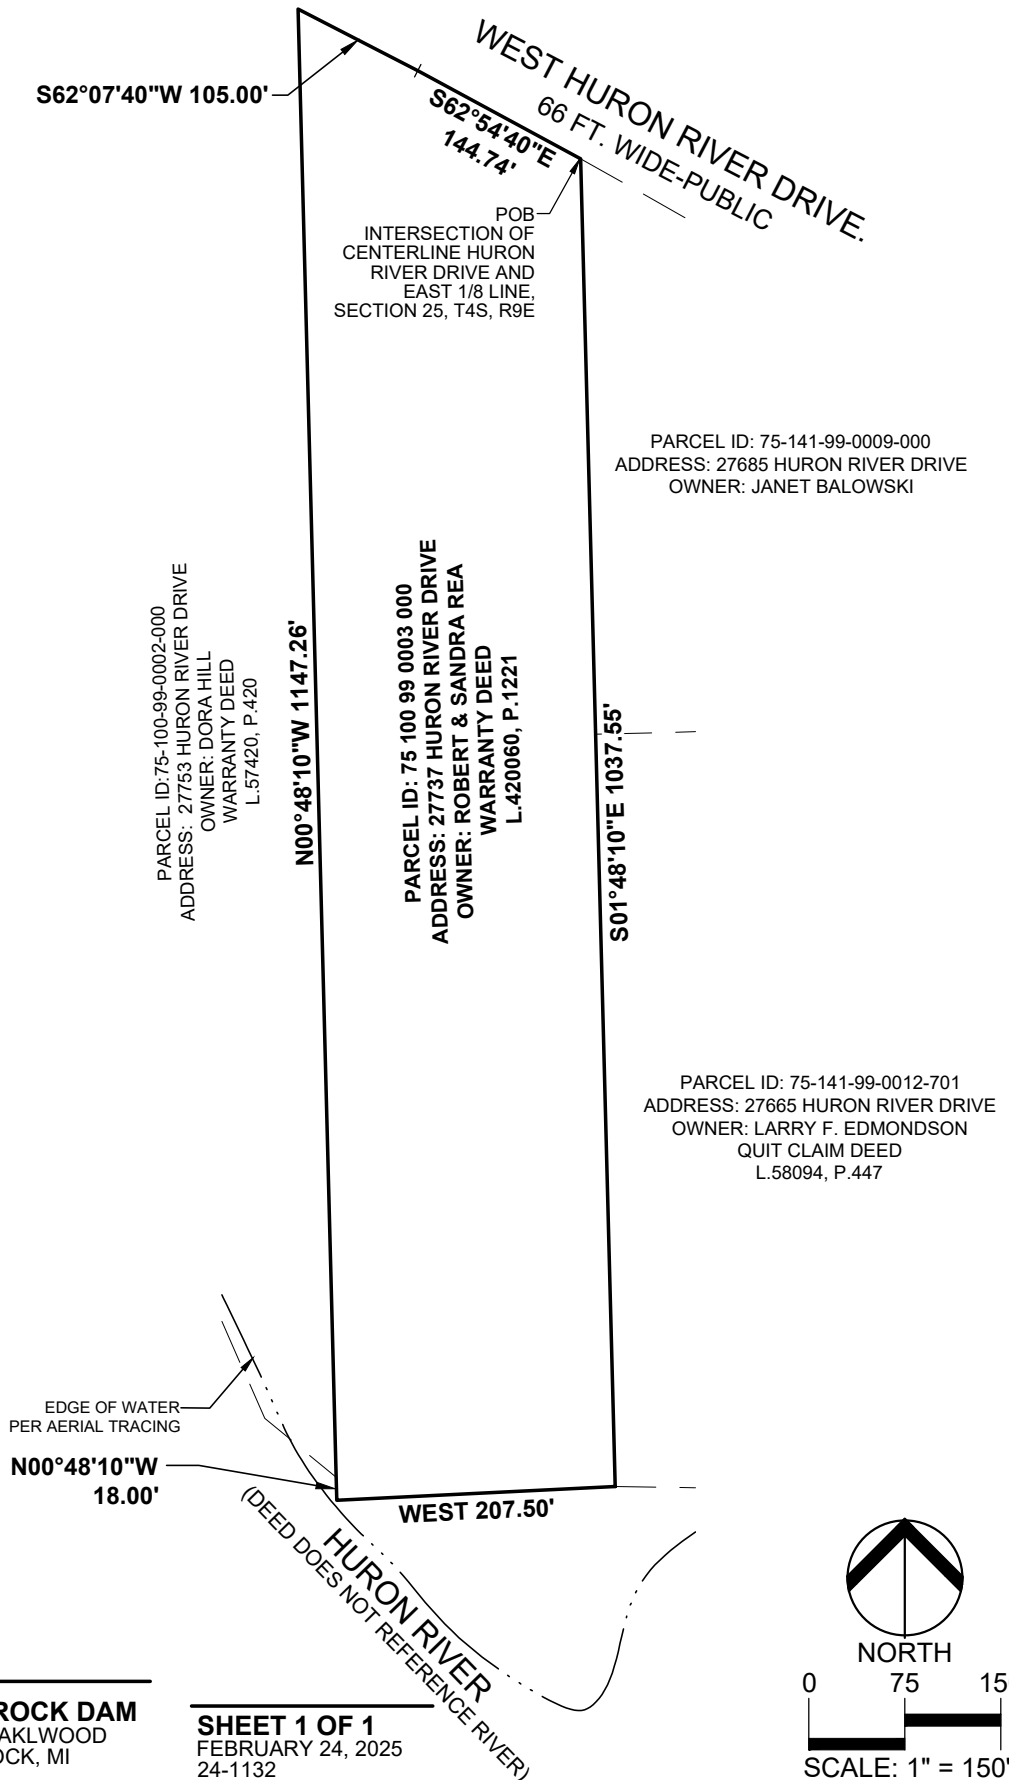 WEST HURON RIVER DRIVE.
66 FT. WIDE-PUBLIC
S62°07'40"W 105.00'
S62°54'40"E
144.74'
POB
INTERSECTION OF
CENTERLINE HURON
RIVER DRIVE AND
EAST 1/8 LINE,
SECTION 25, T4S, R9E
PARCEL ID: 75-141-99-0009-000
ADDRESS: 27685 HURON RIVER DRIVE
OWNER: JANET BALOWSKI
PARCEL ID:75-100-99-0002-000
ADDRESS: 27753 HURON RIVER DRIVE
OWNER: DORA HILL
WARRANTY DEED
L.57420, P.420
N00°48'10"W 1147.26'
PARCEL ID: 75 100 99 0003 000
ADDRESS: 27737 HURON RIVER DRIVE
OWNER: ROBERT & SANDRA REA
WARRANTY DEED
L.420060, P.1221
S01°48'10"E 1037.55'
PARCEL ID: 75-141-99-0012-701
ADDRESS: 27665 HURON RIVER DRIVE
OWNER: LARRY F. EDMONDSON
QUIT CLAIM DEED
L.58094, P.447
EDGE OF WATER
PER AERIAL TRACING
N00°48'10"W
18.00'
WEST 207.50'
HURON RIVER
(DEED DOES NOT REFERENCE RIVER)
NORTH
0 75 15
SCALE: 1" = 150'
ROCK DAM
AKLWOOD
OCK, MI
SHEET 1 OF 1
FEBRUARY 24, 2025
24-1132